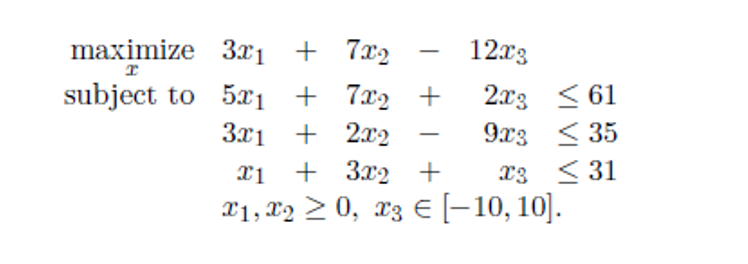 maximize 3x₁ + 7x₂ − 12x₃
x
subject to 5x₁ + 7x₂ + 2x₃ ≤ 61
3x₁ + 2x₂ − 9x₃ ≤ 35
x₁ + 3x₂ + x₃ ≤ 31
x₁, x₂ ≥ 0, x₃ ∈ [−10, 10].